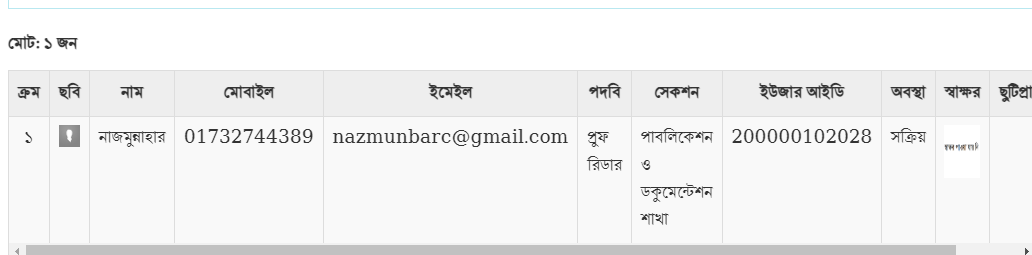 মোট: ১ জন
ক্রম ছবি নাম মোবাইল ইমেইল পদবি সেকশন ইউজার আইডি অবস্থা স্বাক্ষর ছুটিপ্রা
১ নাজমুন্নাহার 01732744389 nazmunbarc@gmail.com প্রুফ পাবলিকেশন 200000102028 সক্রিয়
রিডার ও
ডকুমেন্টেশন
শাখা